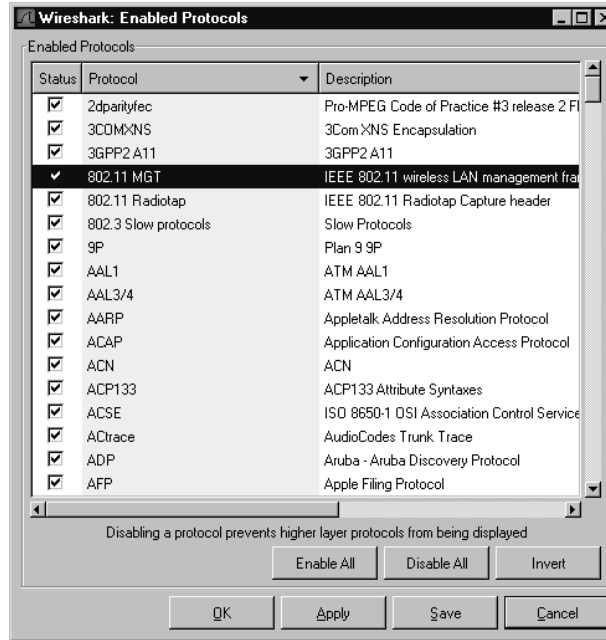 Wireshark: Enabled Protocols
Enabled Protocols
Status Protocol Description
2dparityfec Pro-MPEG Code of Practice #3 release 2
3COMXNS 3Com XNS Encapsulation
3GPP2 A11 3GPP2 A11
802.11 MGT IEEE 802.11 wireless LAN management
802.11 Radiotap IEEE 802.11 Radiotap Capture header
802.3 Slow protocols Slow Protocols
9P Plan 9 9P
AAL1 ATM AAL1
AAL3/4 ATM AAL3/4
AARP Appletalk Address Resolution Protocol
ACAP Application Configuration Access Protocol
ACN ACN
ACP133 ACP133 Attribute Syntaxes
ACSE ISO 8650-1 OSI Association Control Service
ACtrace AudioCodes Trunk Trace
ADP Aruba - Aruba Discovery Protocol
AFP Apple Filing Protocol
Disabling a protocol prevents higher layer protocols from being displayed
Enable All Disable All Invert
OK Apply Save Cancel